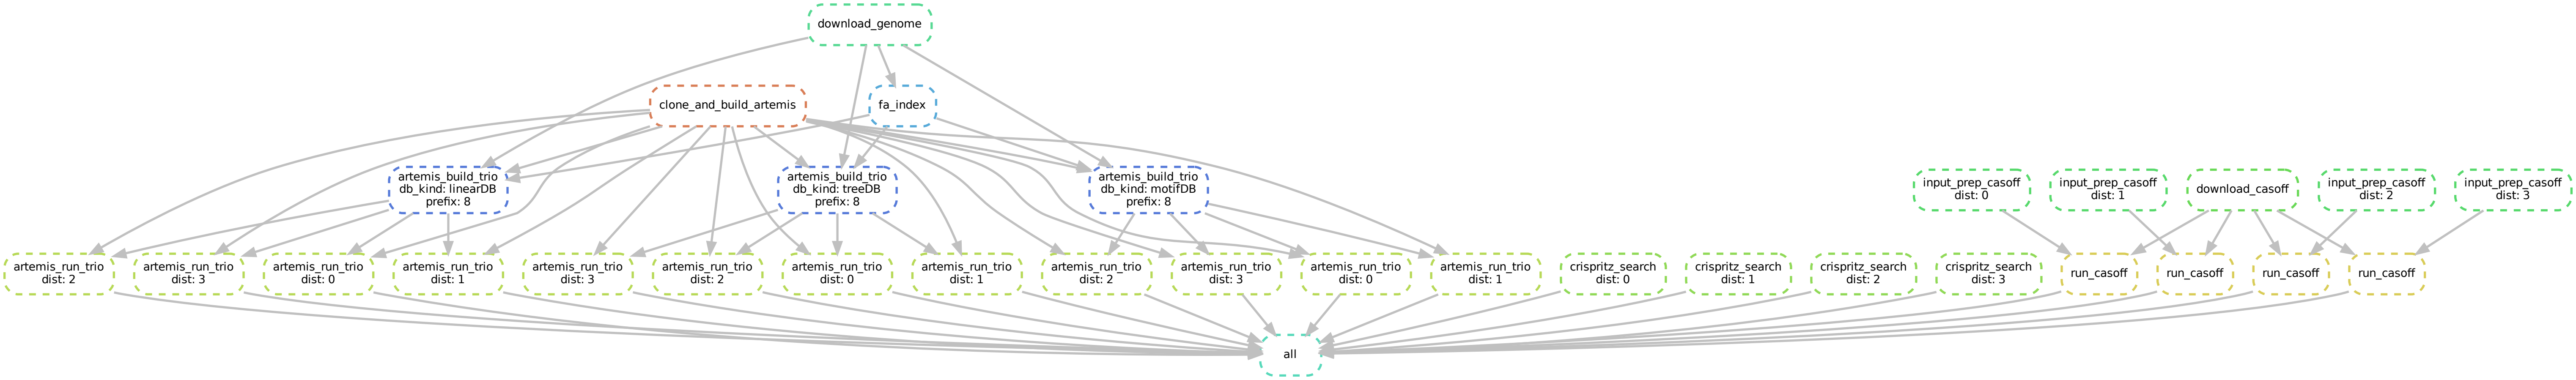 download_genome
clone_and_build_artemis
fa_index
artemis_build_trio
db_kind: linearDB
prefix: 8
artemis_build_trio
db_kind: treeDB
prefix: 8
artemis_build_trio
db_kind: motifDB
prefix: 8
input_prep_casoff
dist: 0
input_prep_casoff
dist: 1
download_casoff
input_prep_casoff
dist: 2
input_prep_casoff
dist: 3
artemis_run_trio
dist: 2
artemis_run_trio
dist: 3
artemis_run_trio
dist: 0
artemis_run_trio
dist: 1
artemis_run_trio
dist: 3
artemis_run_trio
dist: 2
artemis_run_trio
dist: 0
artemis_run_trio
dist: 1
artemis_run_trio
dist: 2
artemis_run_trio
dist: 3
artemis_run_trio
dist: 0
artemis_run_trio
dist: 1
crispritz_search
dist: 0
crispritz_search
dist: 1
crispritz_search
dist: 2
crispritz_search
dist: 3
run_casoff
run_casoff
run_casoff
run_casoff
all